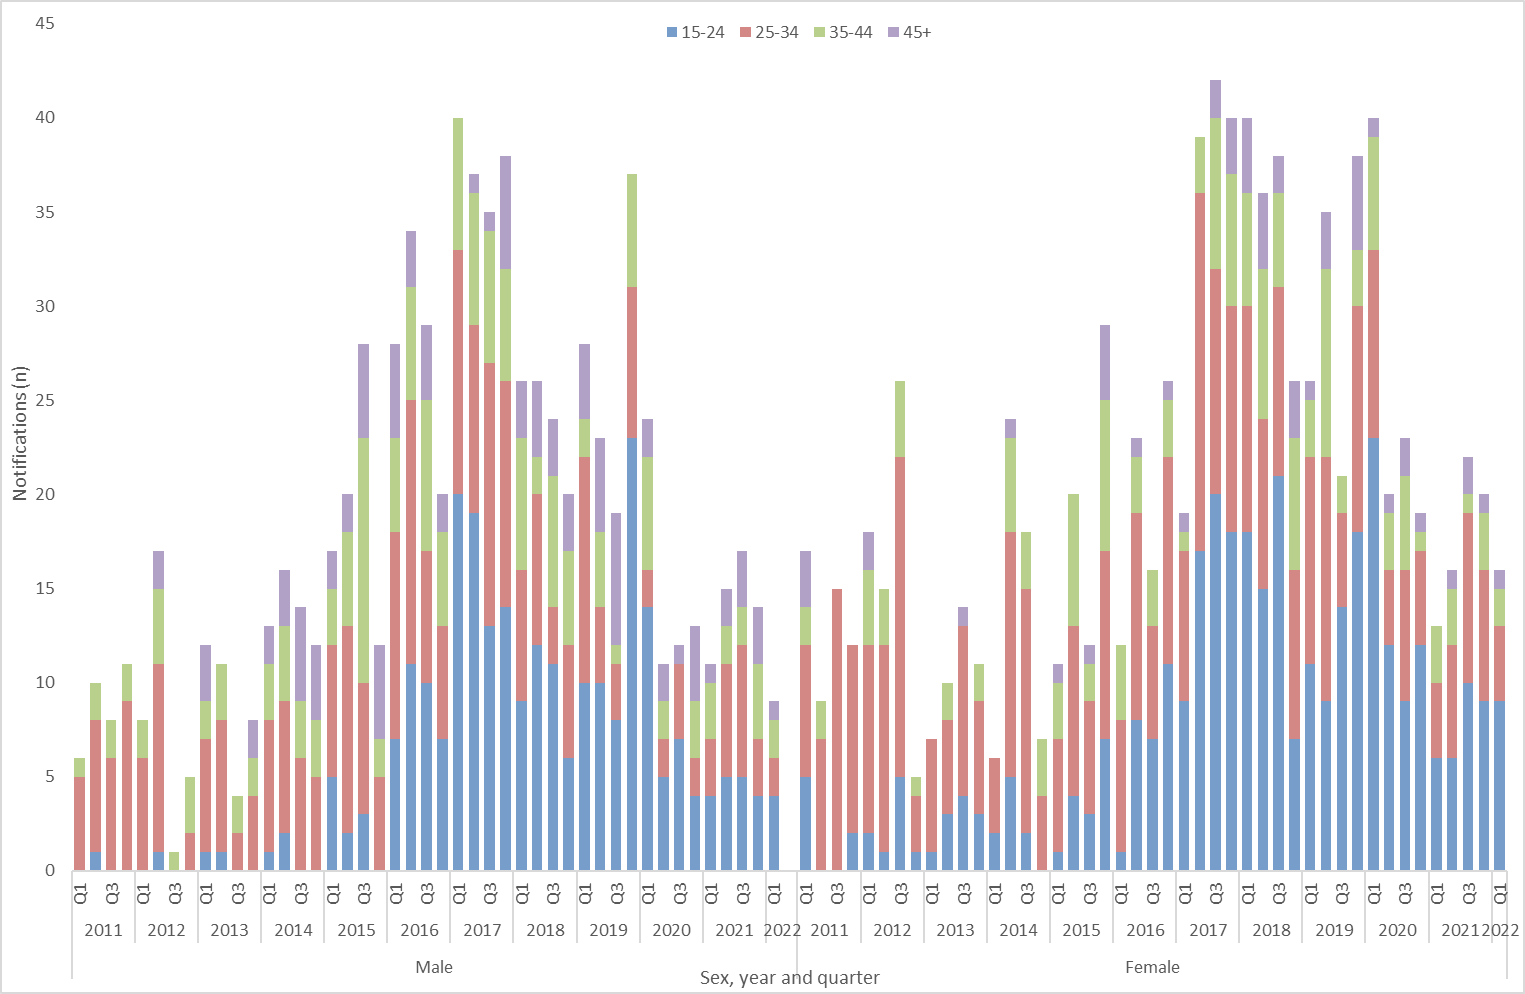 45
15-24 25-34 35-44 45+
40
35
30
25
20
15
10
5
0
Notifications (n)
Q1 Q3 Q1 Q3 Q1 Q3 Q1 Q3 Q1 Q3 Q1 Q3 Q1 Q3 Q1 Q3 Q1 Q3 Q1 Q3 Q1 Q3 Q1 Q1 Q3 Q1 Q3 Q1 Q3 Q1 Q3 Q1 Q3 Q1 Q3 Q1 Q3 Q1 Q3 Q1 Q3 Q1 Q3 Q1 Q3 Q1
2011 2012 2013 2014 2015 2016 2017 2018 2019 2020 2021 2022 2011 2012 2013 2014 2015 2016 2017 2018 2019 2020 2021 2022
Male Female
Sex, year and quarter